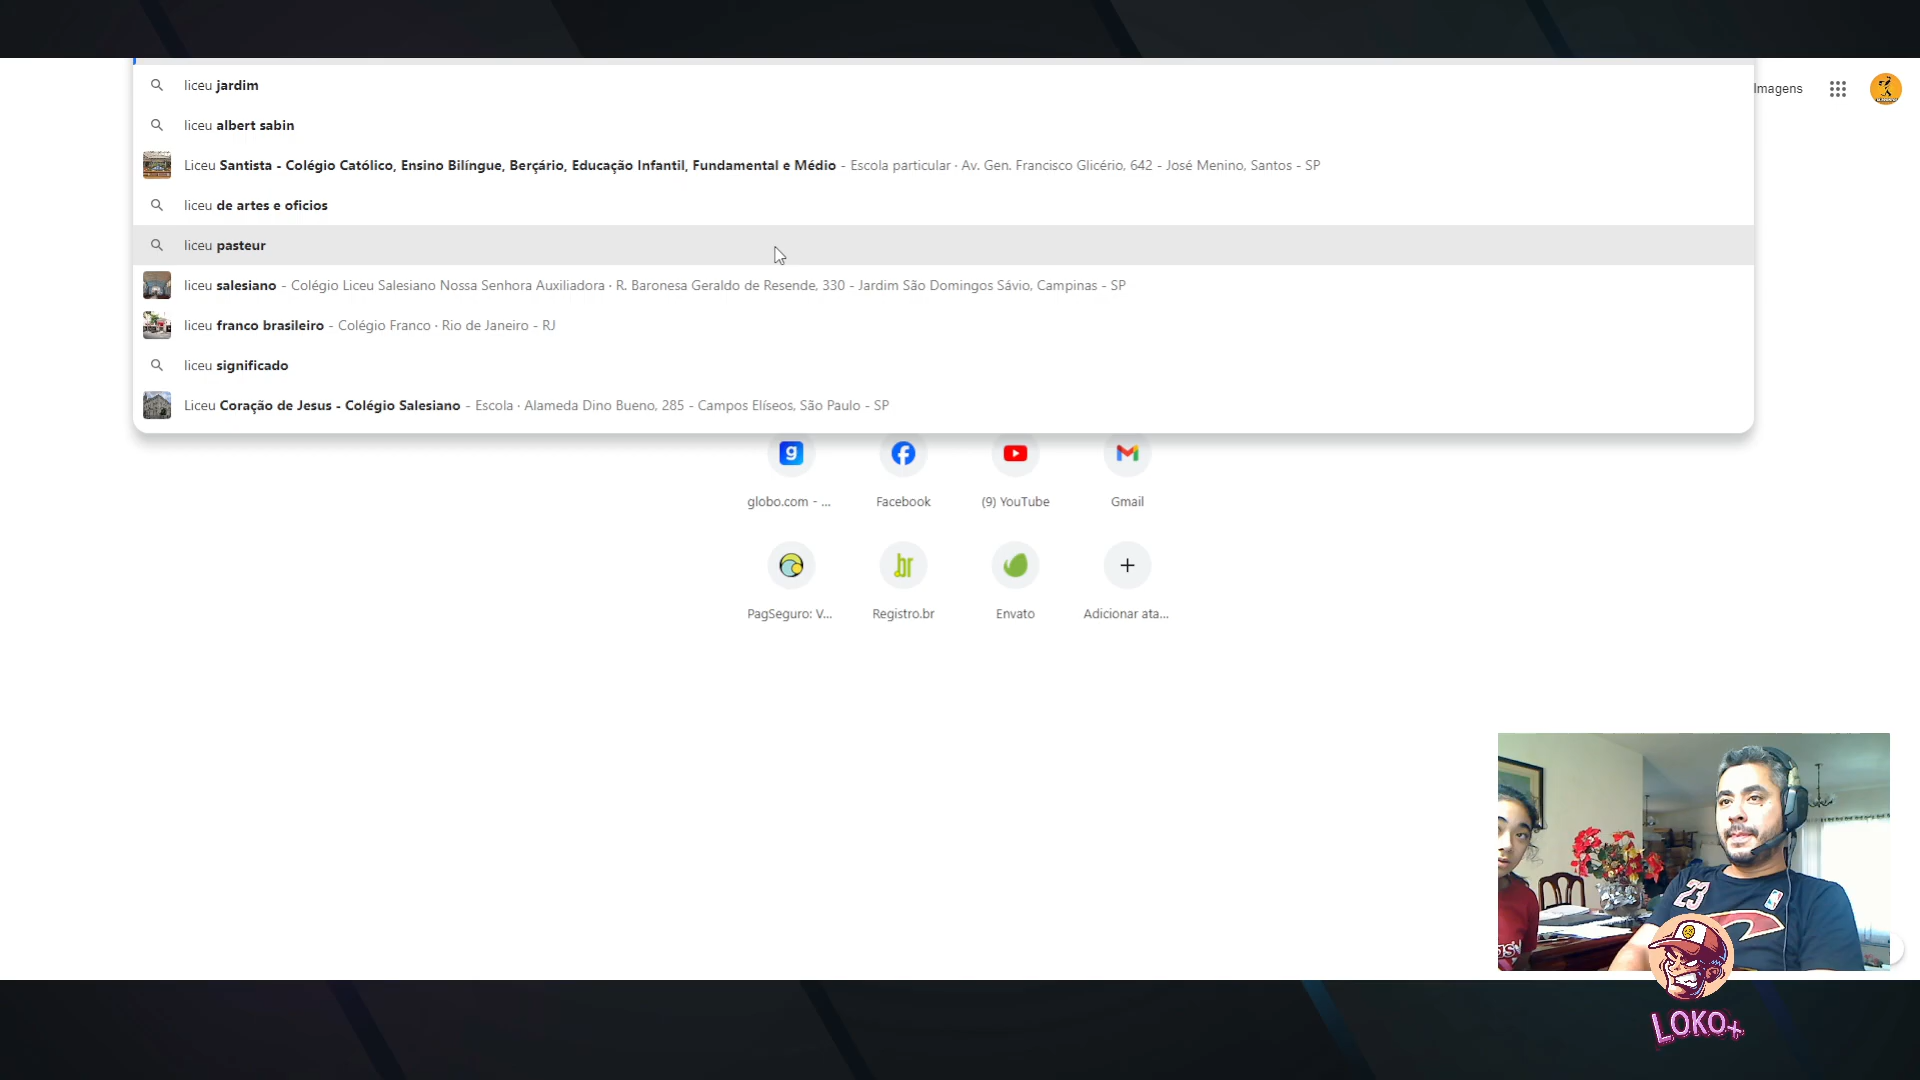 liceu jardim
Imagens
liceu albert sabin
Liceu Santista - Colégio Católico, Ensino Bilíngue, Berçário, Educação Infantil, Fundamental e Médio - Escola particular · Av. Gen. Francisco Glicério, 642 - José Menino, Santos - SP
liceu de artes e oficios
liceu pasteur
liceu salesiano - Colégio Liceu Salesiano Nossa Senhora Auxiliadora · R. Baronesa Geraldo de Resende, 330 - Jardim São Domingos Sávio, Campinas - SP
liceu franco brasileiro - Colégio Franco · Rio de Janeiro - RJ
liceu significado
Liceu Coração de Jesus - Colégio Salesiano - Escola · Alameda Dino Bueno, 285 - Campos Elíseos, São Paulo - SP
globo.com - ...
Facebook
(9) YouTube
Gmail
PagSeguro: V...
Registro.br
Envato
Adicionar ata...
23
LOKO+